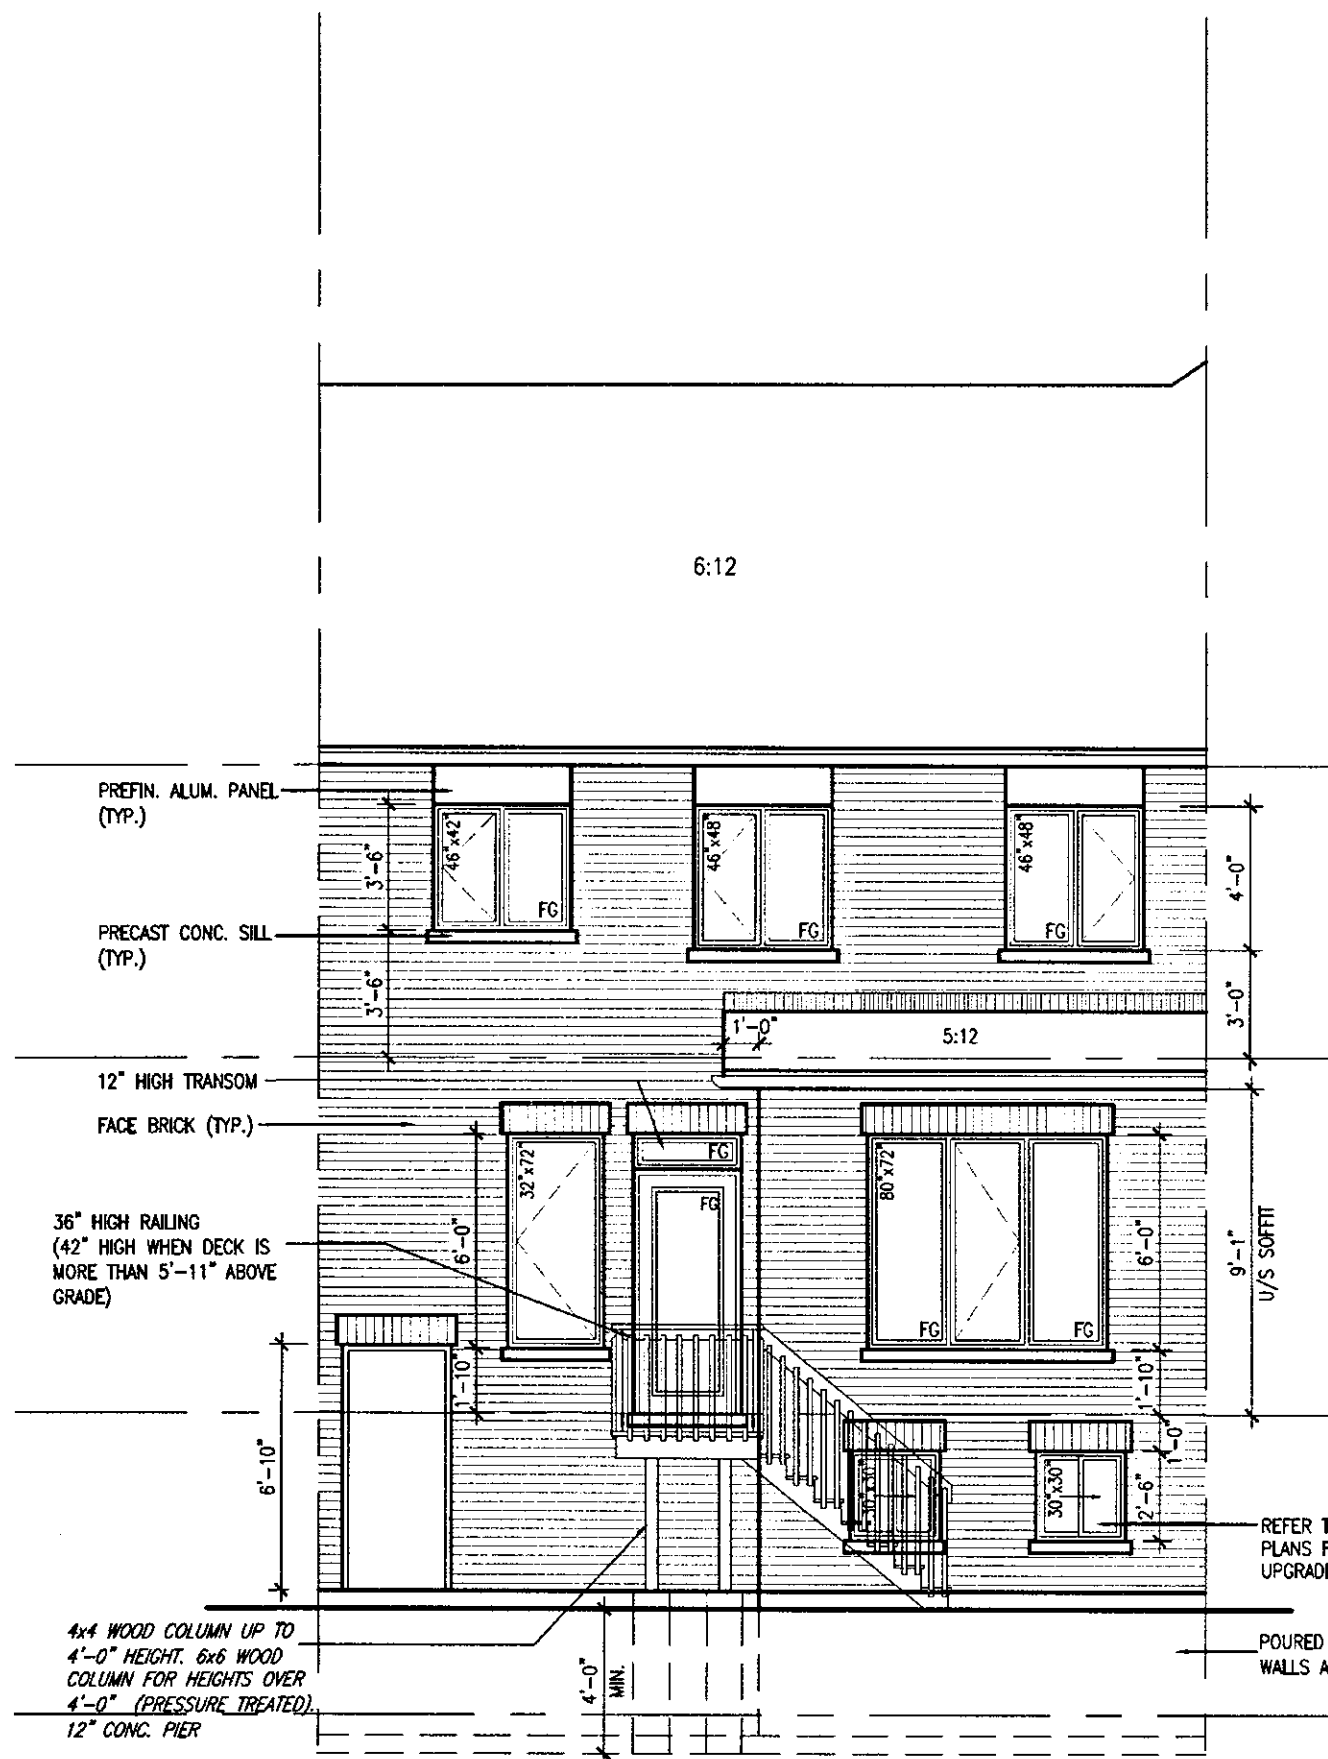 6:12
PREFIN. ALUM. PANEL
(TYP.)
46"x42"
FG
46"x48"
FG
46"x48"
FG
3'-6"
4'-0"
PRECAST CONC. SILL
(TYP.)
3'-6"
3'-0"
1'-0"
5:12
12" HIGH TRANSOM
FACE BRICK (TYP.)
32"x72"
FG
FG
80"x72"
FG
FG
6'-0"
6'-0"
9'-1"
U/S SOFFIT
36" HIGH RAILING
(42" HIGH WHEN DECK IS
MORE THAN 5'-11" ABOVE
GRADE)
1'-10"
1'-10"
1'-0"
6'-10"
30"x30"
30"x30"
2'-6"
REFER T
PLANS F
UPGRADE
4x4 WOOD COLUMN UP TO
4'-0" HEIGHT. 6x6 WOOD
COLUMN FOR HEIGHTS OVER
4'-0" (PRESSURE TREATED).
12" CONC. PIER
4'-0"
MIN.
POURED
WALLS A